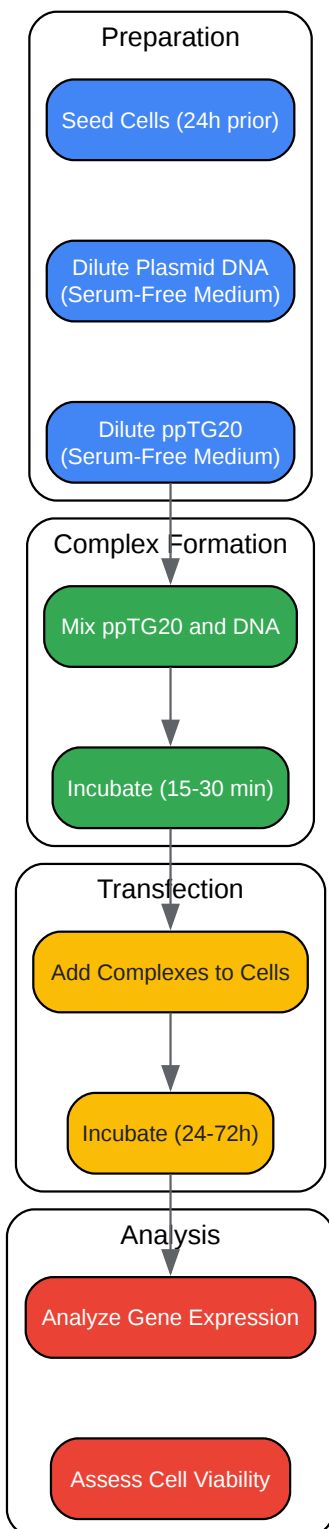 Preparation
Seed Cells (24h prior)
Dilute Plasmid DNA
(Serum-Free Medium)
Dilute ppTG20
(Serum-Free Medium)
Complex Formation
Mix ppTG20 and DNA
Incubate (15-30 min)
Transfection
Add Complexes to Cells
Incubate (24-72h)
Analysis
Analyze Gene Expression
Assess Cell Viability